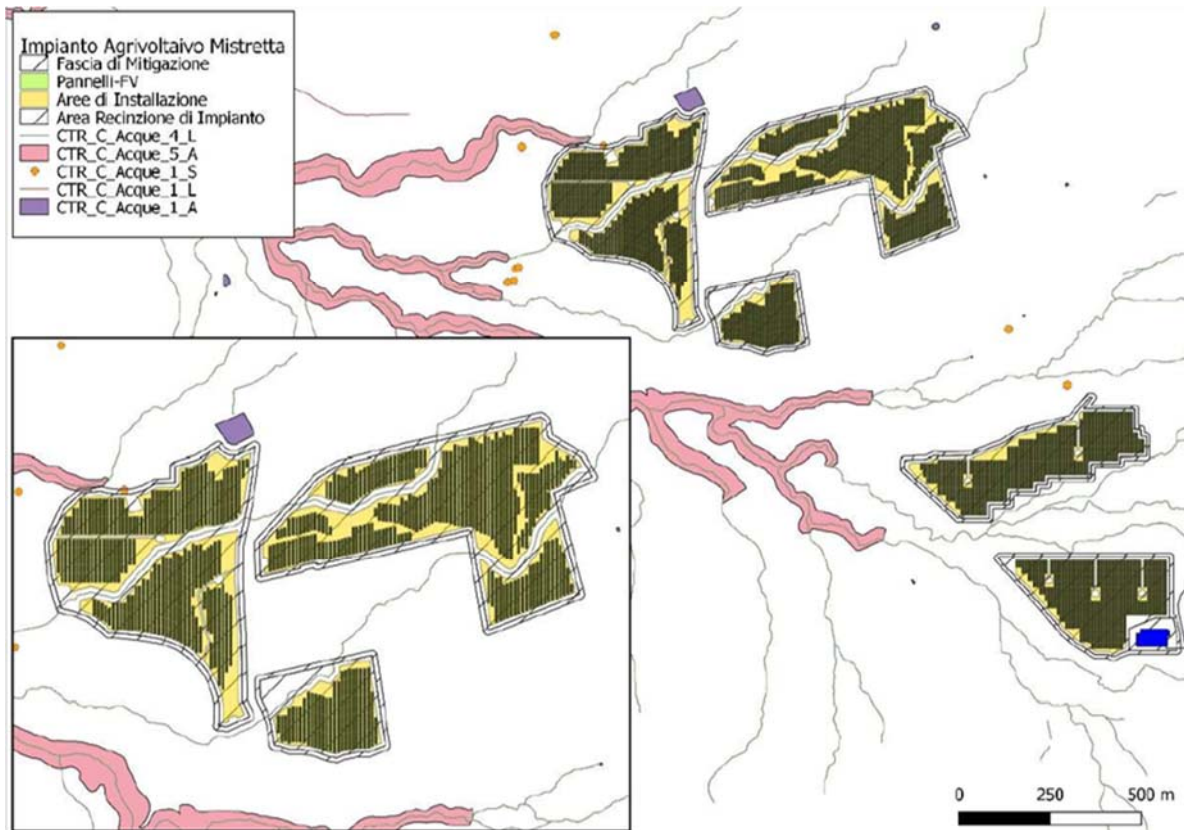 Impianto Agrivoltaivo Mistretta
Fascia di Mitigazione
Pannelli-FV
Aree di Installazione
Area Recinzione di Impianto
CTR_C_Acque_4_L
CTR_C_Acque_5_A
CTR_C_Acque_1_S
CTR_C_Acque_1_L
CTR_C_Acque_1_A
0 250 500 m